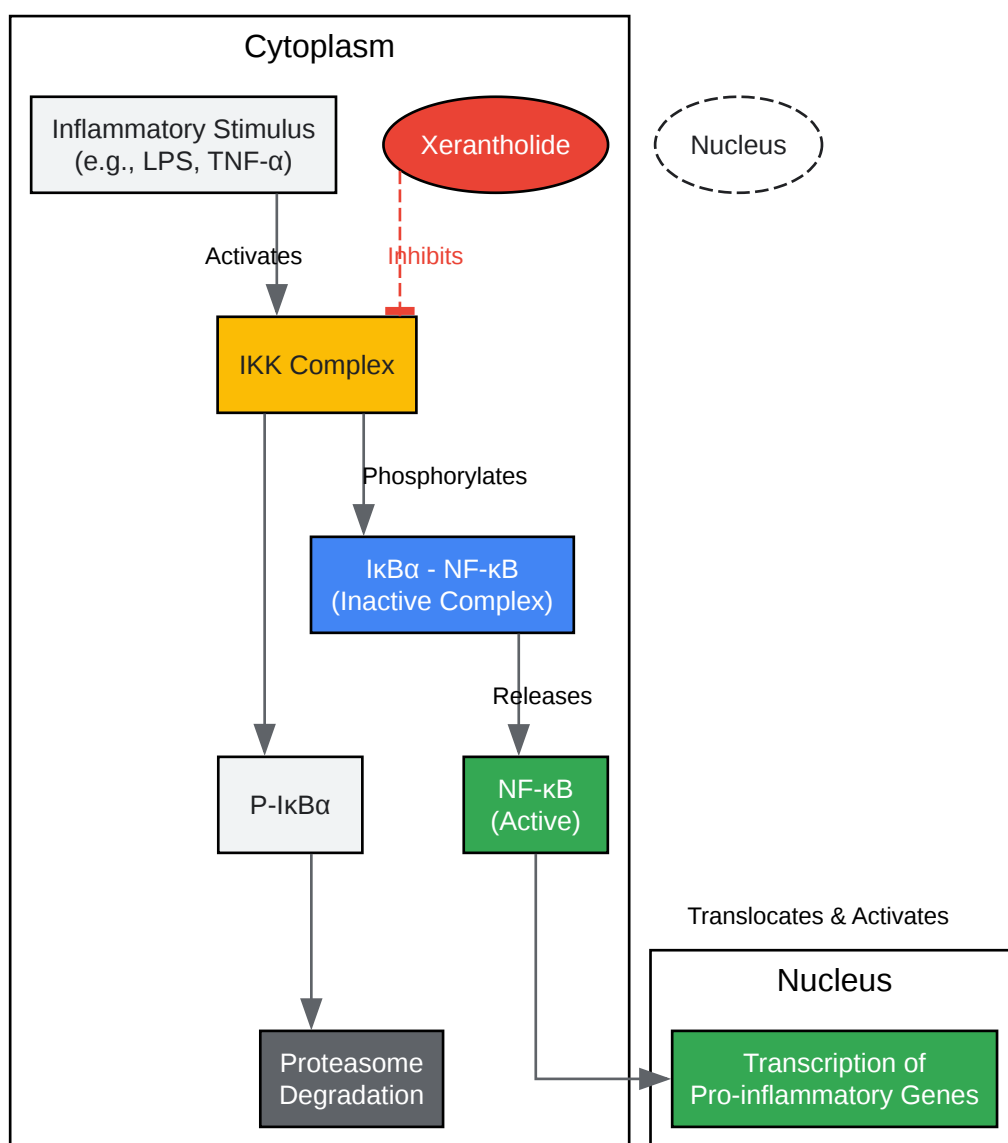 Cytoplasm
Inflammatory Stimulus
(e.g., LPS, TNF-α)
Xerantholide
Nucleus
Activates
Inhibits
IKK Complex
Phosphorylates
IκBα - NF-κB
(Inactive Complex)
Releases
P-IκBα
NF-κB
(Active)
Translocates & Activates
Nucleus
Proteasome
Degradation
Transcription of
Pro-inflammatory Genes